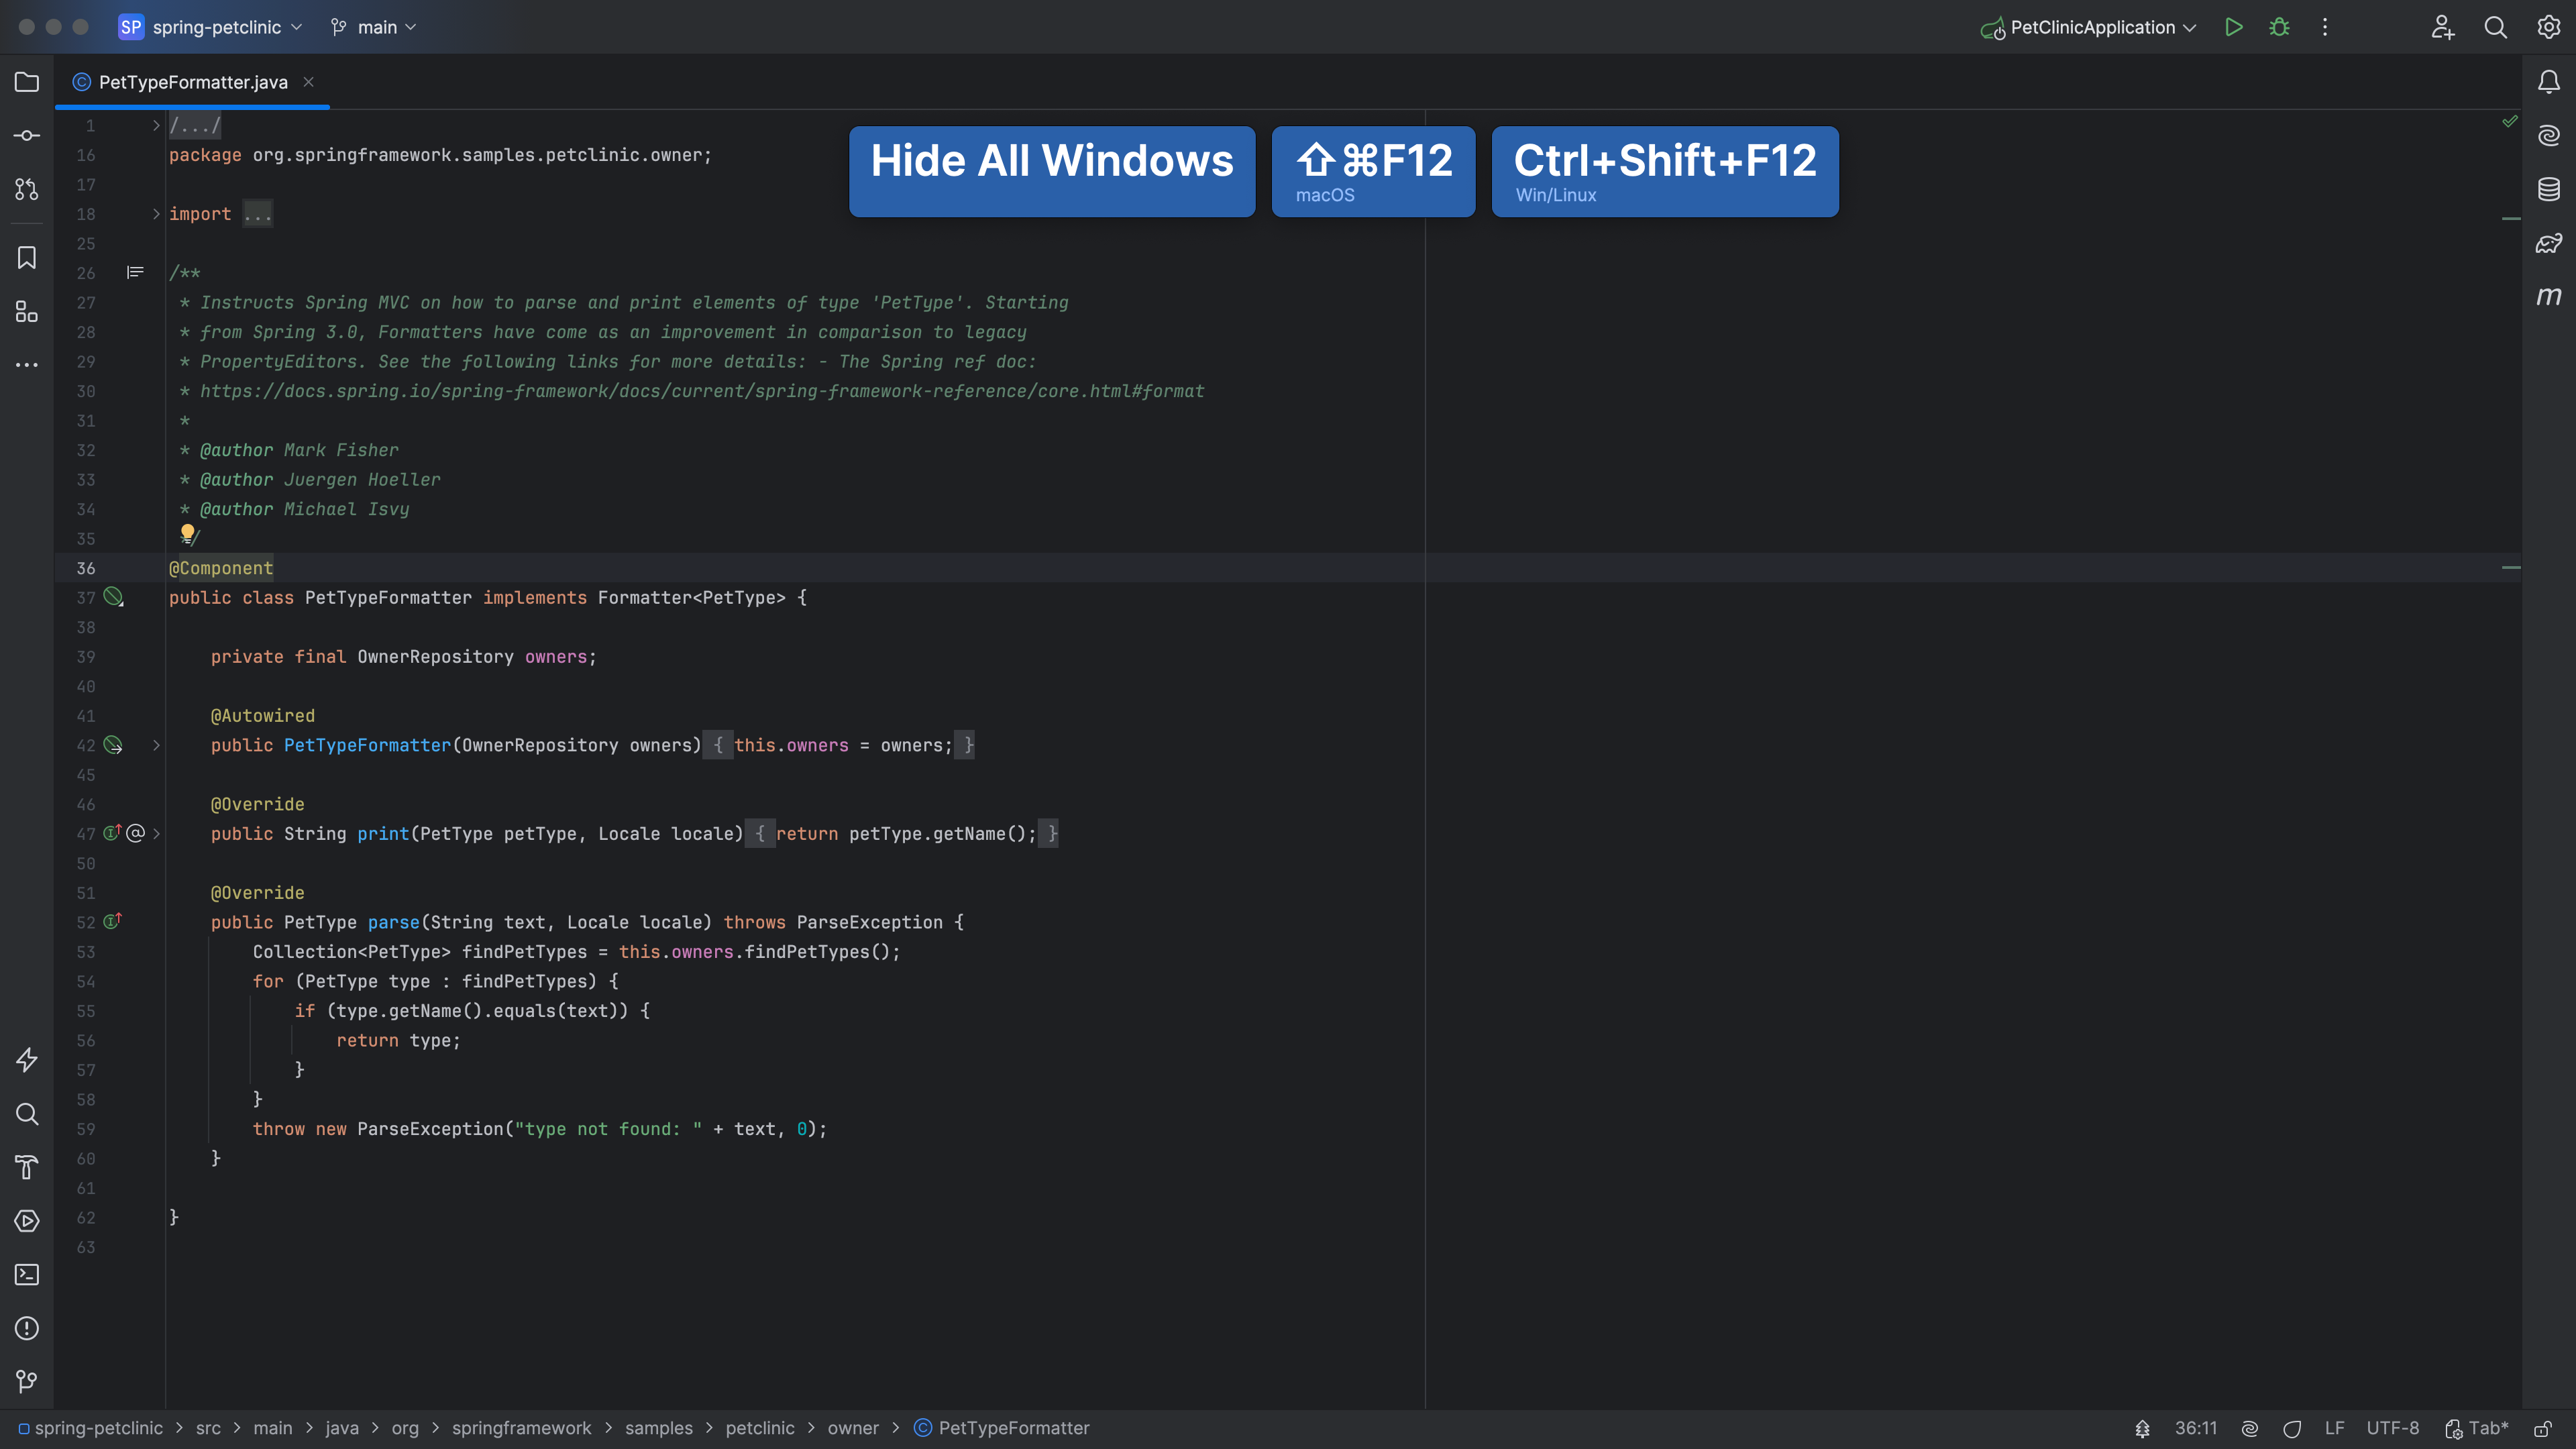 SP spring-petclinic main PetClinicApplication
PetTypeFormatter.java
Hide All Windows ⇧⌘F12 Ctrl+Shift+F12
macOS Win/Linux
1 /.../
16 package org.springframework.samples.petclinic.owner;
17
18 import ...
25
26 /**
27 * Instructs Spring MVC on how to parse and print elements of type 'PetType'. Starting
28 * from Spring 3.0, Formatters have come as an improvement in comparison to legacy
29 * PropertyEditors. See the following links for more details: - The Spring ref doc:
30 * https://docs.spring.io/spring-framework/docs/current/spring-framework-reference/core.html#format
31 *
32 * @author Mark Fisher
33 * @author Juergen Hoeller
34 * @author Michael Isvy
35 */
36 @Component
37 public class PetTypeFormatter implements Formatter<PetType> {
38
39 private final OwnerRepository owners;
40
41 @Autowired
42 public PetTypeFormatter(OwnerRepository owners) { this.owners = owners; }
45
46 @Override
47 public String print(PetType petType, Locale locale) { return petType.getName(); }
50
51 @Override
52 public PetType parse(String text, Locale locale) throws ParseException {
53 Collection<PetType> findPetTypes = this.owners.findPetTypes();
54 for (PetType type : findPetTypes) {
55 if (type.getName().equals(text)) {
56 return type;
57 }
58 }
59 throw new ParseException("type not found: " + text, 0);
60 }
61
62 }
63
spring-petclinic > src > main > java > org > springframework > samples > petclinic > owner > PetTypeFormatter 36:11 LF UTF-8 Tab*